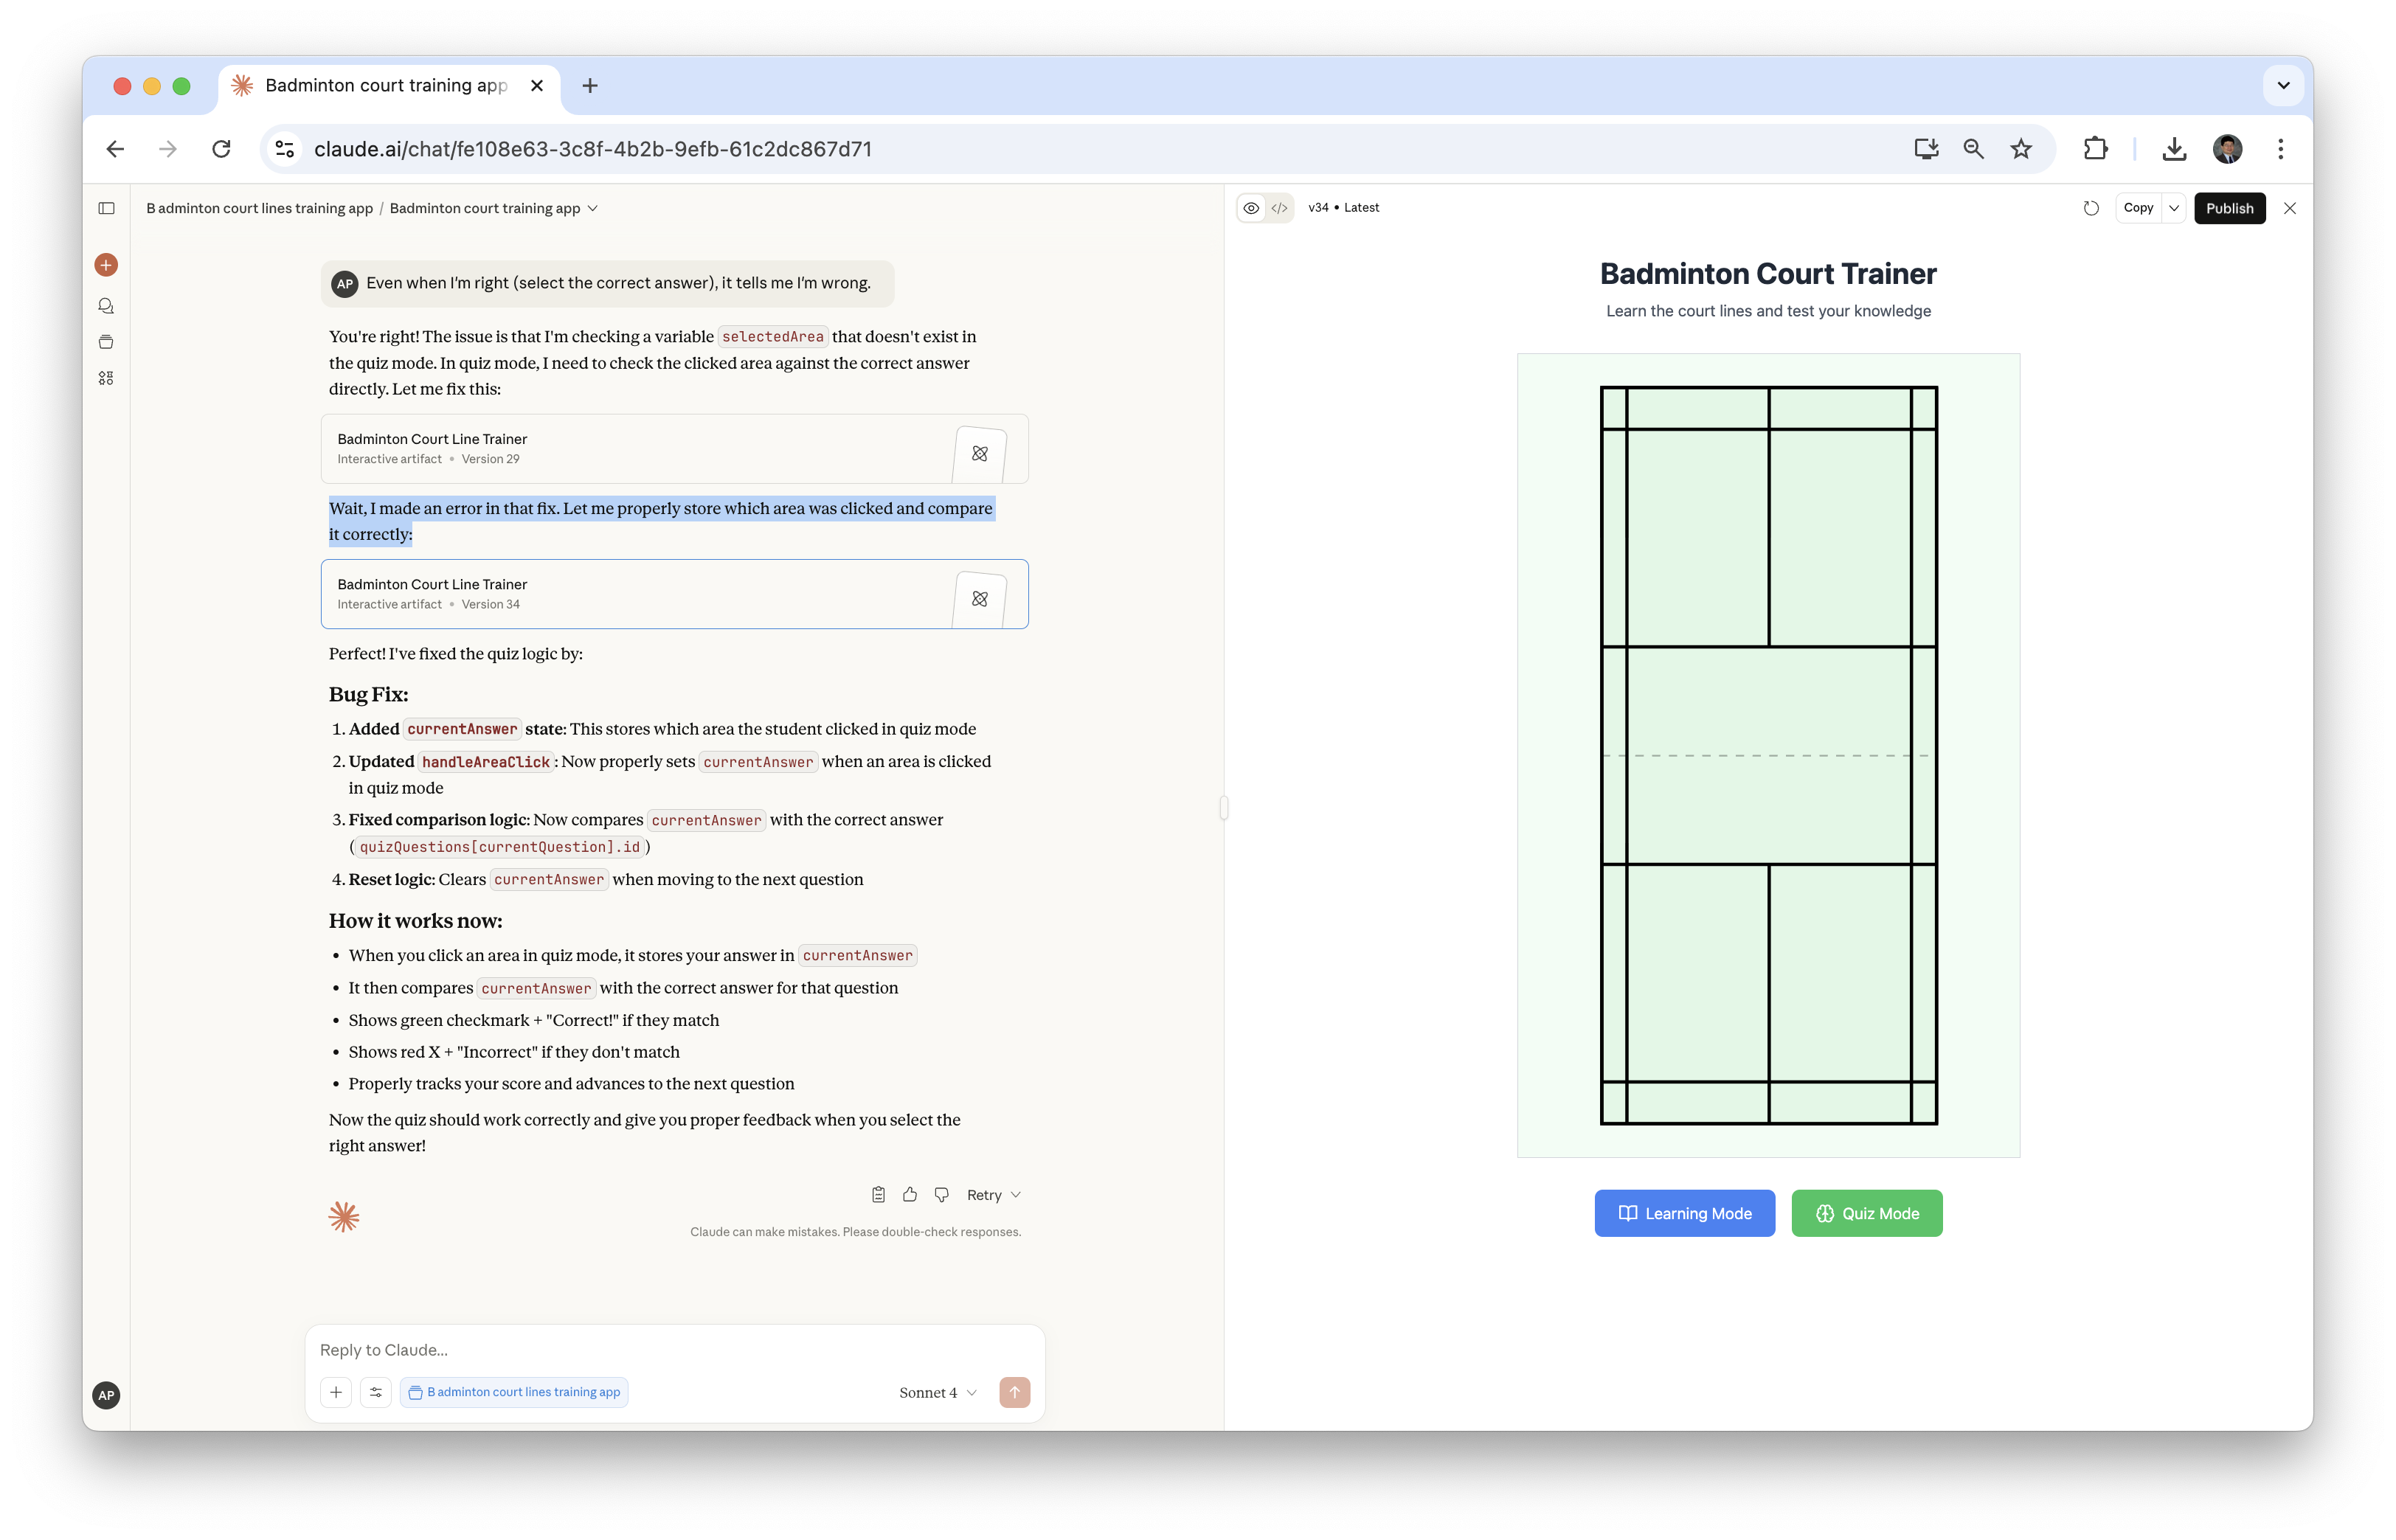 Badminton court training app
claude.ai/chat/fe108e63-3c8f-4b2b-9efb-61c2dc867d71
B adminton court lines training app / Badminton court training app
AP
Even when I'm right (select the correct answer), it tells me I'm wrong.
You're right! The issue is that I'm checking a variable selectedArea that doesn't exist in
the quiz mode. In quiz mode, I need to check the clicked area against the correct answer
directly. Let me fix this:
Badminton Court Line Trainer
Interactive artifact • Version 29
Wait, I made an error in that fix. Let me properly store which area was clicked and compare
it correctly:
Badminton Court Line Trainer
Interactive artifact • Version 34
Perfect! I've fixed the quiz logic by:
Bug Fix:
1. Added currentAnswer state: This stores which area the student clicked in quiz mode
2. Updated handleAreaClick: Now properly sets currentAnswer when an area is clicked
in quiz mode
3. Fixed comparison logic: Now compares currentAnswer with the correct answer
(quizQuestions[currentQuestion].id)
4. Reset logic: Clears currentAnswer when moving to the next question
How it works now:
• When you click an area in quiz mode, it stores your answer in currentAnswer
• It then compares currentAnswer with the correct answer for that question
• Shows green checkmark + "Correct!" if they match
• Shows red X + "Incorrect" if they don't match
• Properly tracks your score and advances to the next question
Now the quiz should work correctly and give you proper feedback when you select the
right answer!
Retry
Claude can make mistakes. Please double-check responses.
Reply to Claude...
B adminton court lines training app
Sonnet 4
AP
v34 • Latest
Copy
Publish
Badminton Court Trainer
Learn the court lines and test your knowledge
Learning Mode
Quiz Mode